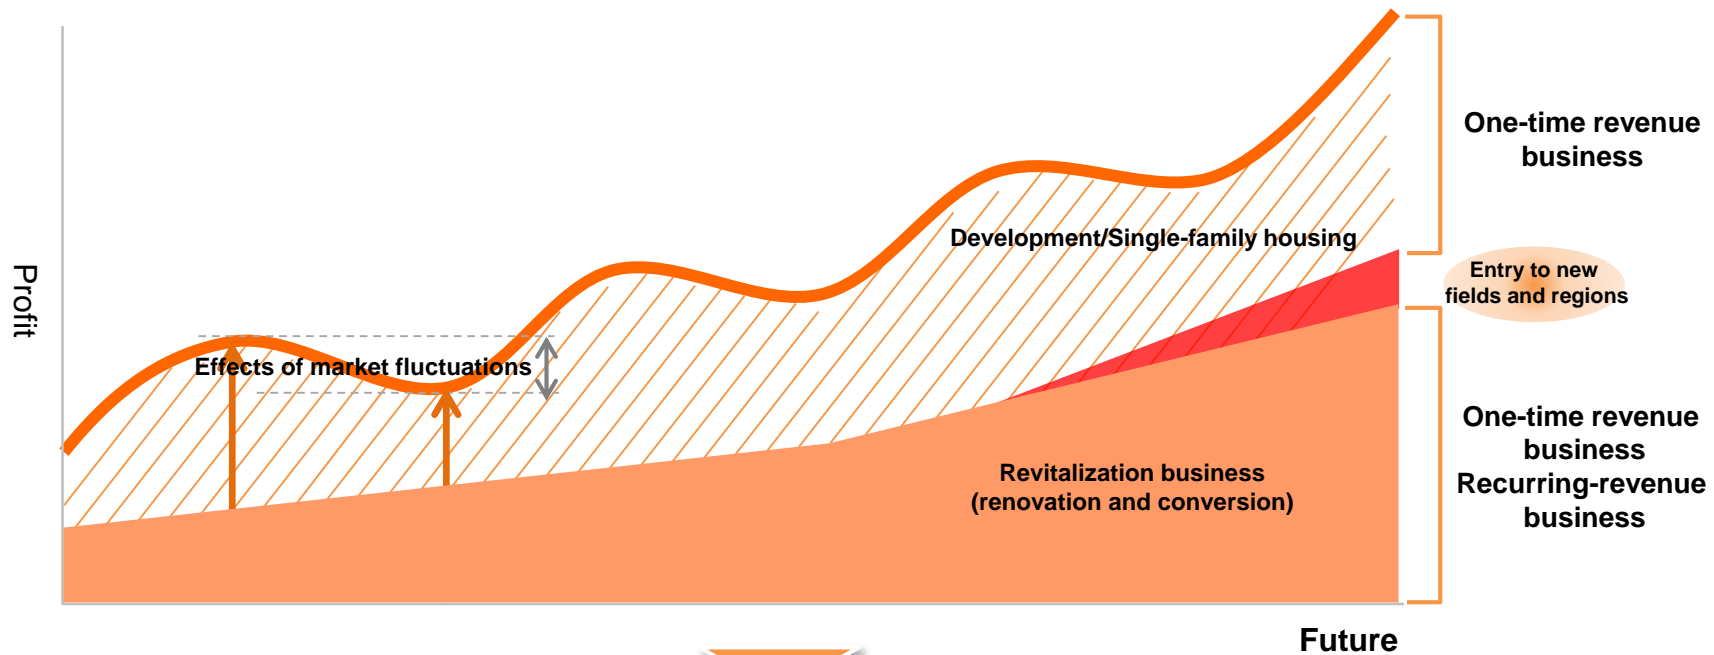 Profit
Effects of market fluctuations
Development/Single-family housing
Revitalization business
(renovation and conversion)
One-time revenue
business
Entry to new
fields and regions
One-time revenue
business
Recurring-revenue
business
Future